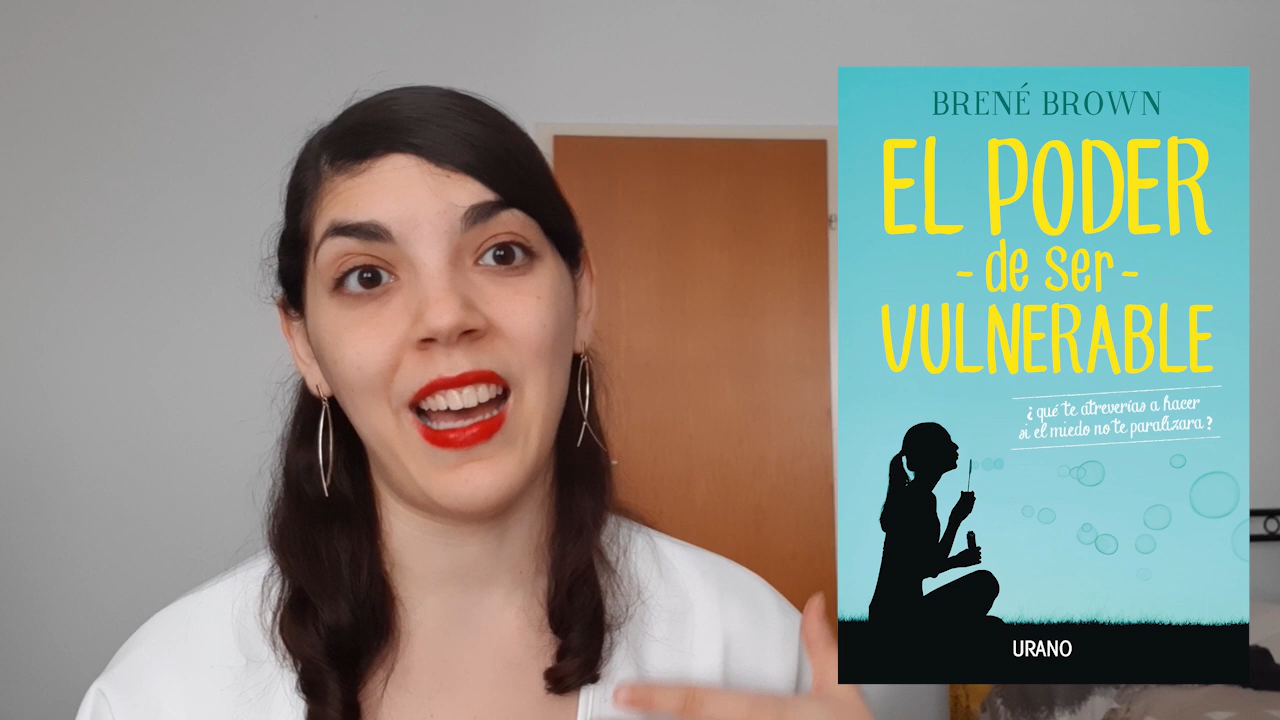 BRENÉ BROWN
EL PODER
- de ser -
VULNERABLE
¿ qué te atreverías a hacer
si el miedo no te paralizara ?
URANO